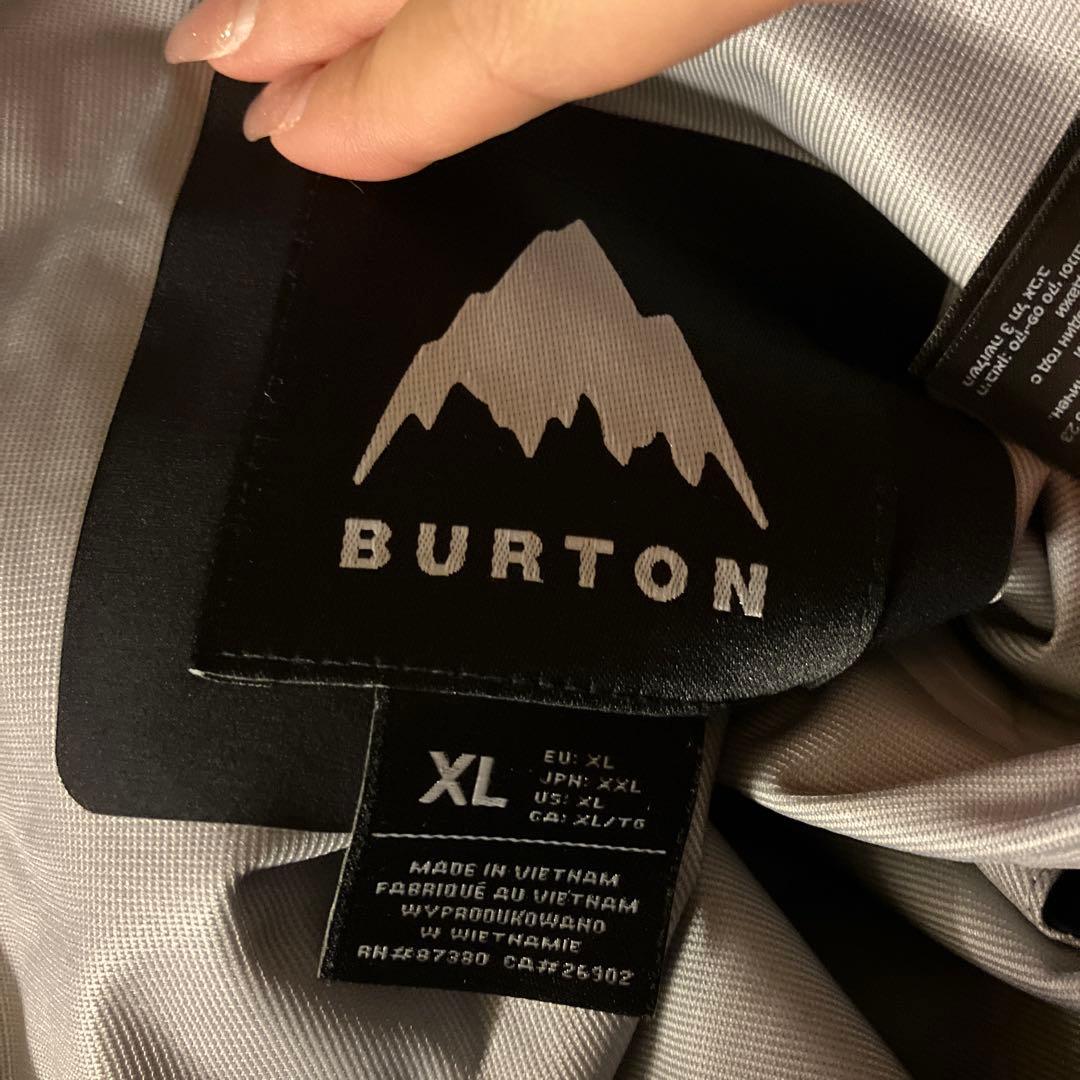 BURTON
XL
EU: XL
JPN: XXL
US: XL
CA: XL/TG
MADE IN VIETNAM
FABRIQUÉ AU VIETNAM
WYPRODUKOWANO
W WIETNAMIE
RN#87380 CA#26902